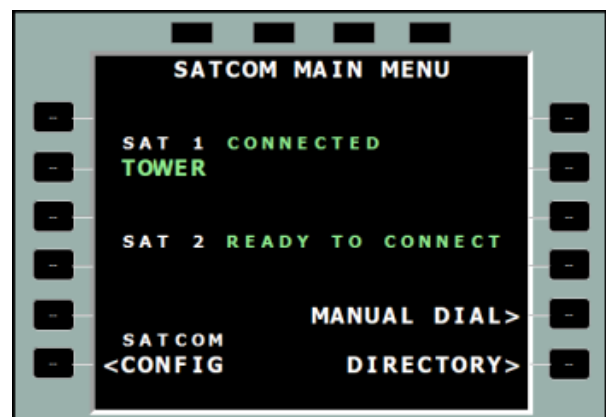 SATCOM MAIN MENU
SAT 1 CONNECTED
TOWER
SAT 2 READY TO CONNECT
MANUAL DIAL>
SATCOM
<CONFIG DIRECTORY>